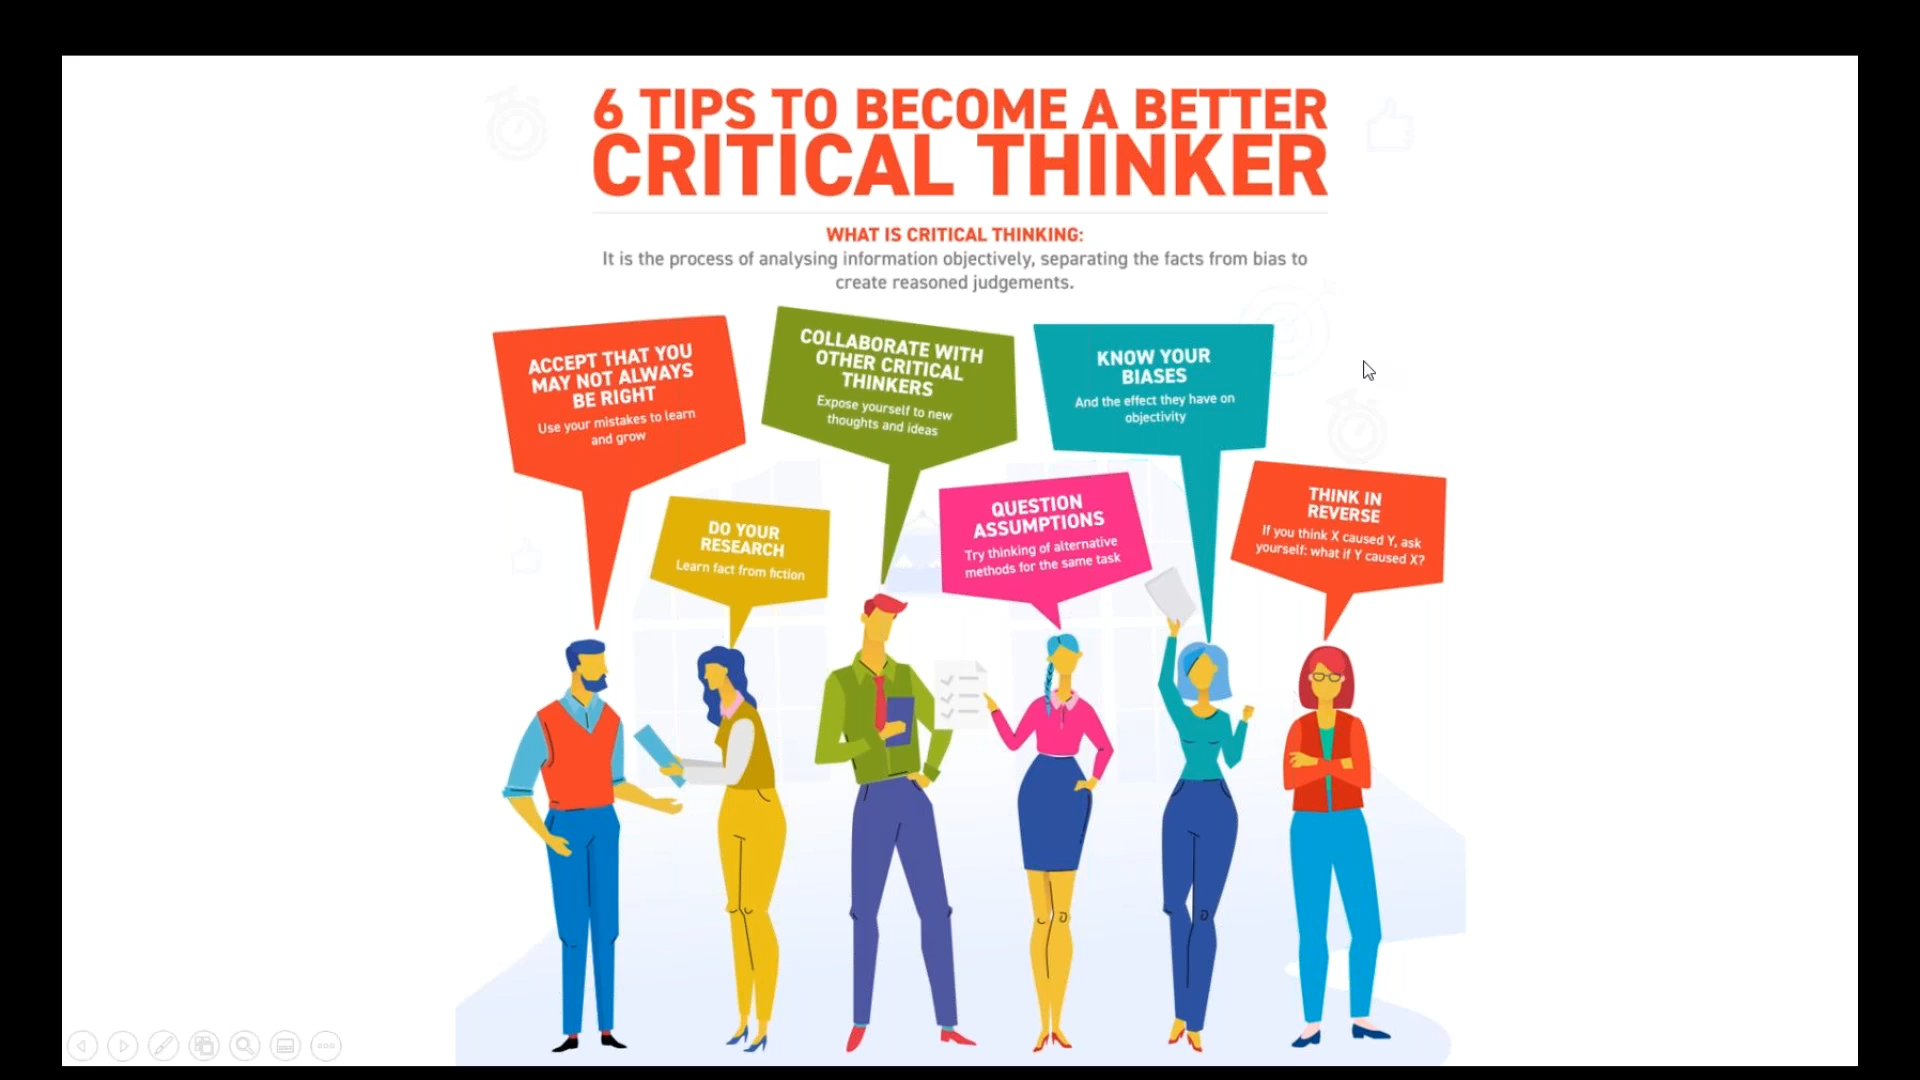 6 TIPS TO BECOME A BETTER
CRITICAL THINKER
WHAT IS CRITICAL THINKING:
It is the process of analysing information objectively, separating the facts from bias to
create reasoned judgements.
ACCEPT THAT YOU
MAY NOT ALWAYS
BE RIGHT
Use your mistakes to learn
and grow
DO YOUR
RESEARCH
Learn fact from fiction
COLLABORATE WITH
OTHER CRITICAL
THINKERS
Expose yourself to new
thoughts and ideas
QUESTION
ASSUMPTIONS
Try thinking of alternative
methods for the same task
KNOW YOUR
BIASES
And the effect they have on
objectivity
THINK IN
REVERSE
If you think X caused Y, ask
yourself: what if Y caused X?